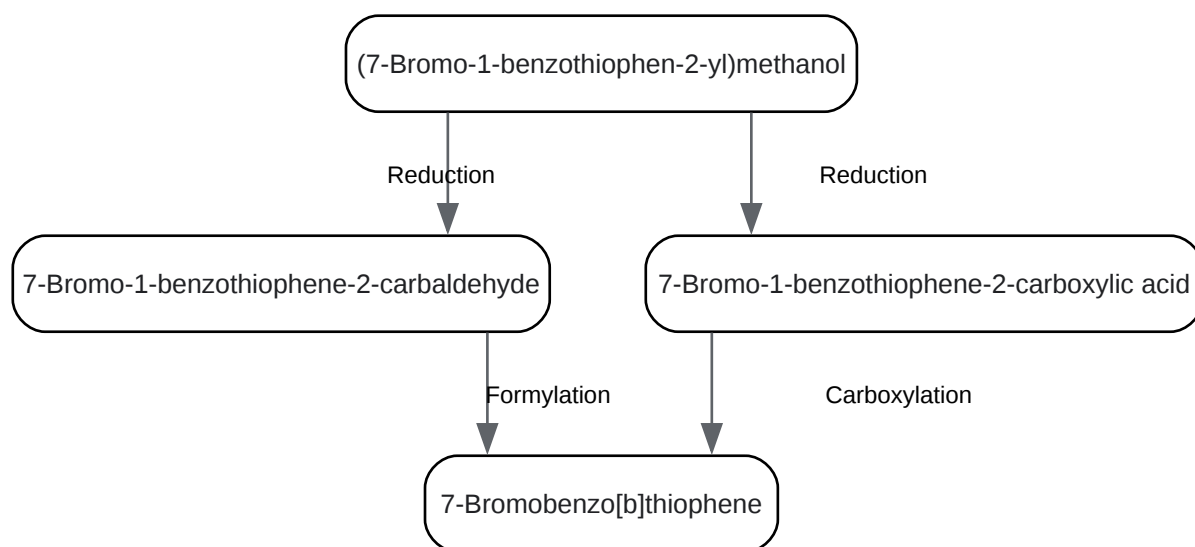 (7-Bromo-1-benzothiophen-2-yl)methanol
Reduction
Reduction
7-Bromo-1-benzothiophene-2-carbaldehyde
7-Bromo-1-benzothiophene-2-carboxylic acid
Formylation
Carboxylation
7-Bromobenzo[b]thiophene